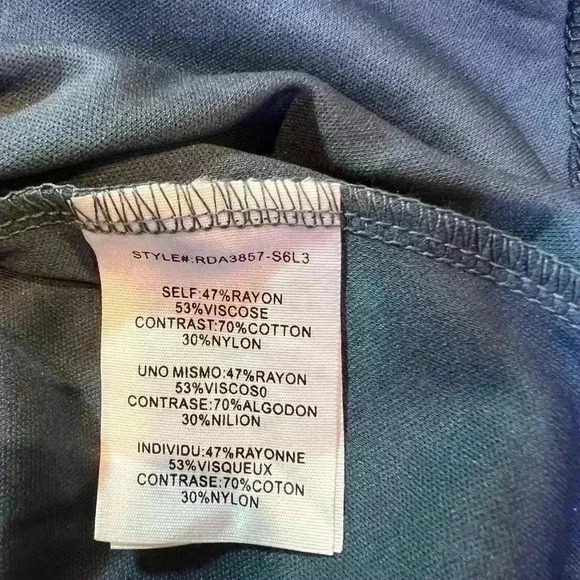 STYLE#:RDA3857-S6L3
SELF:47%RAYON
53%VISCOSE
CONTRAST:70%COTTON
30%NYLON
UNO MISMO:47%RAYON
53%VISCOS0
CONTRASE:70%ALGODON
30%NILION
INDIVIDU:47%RAYONNE
53%VISQUEUX
CONTRASE:70%COTON
30%NYLON